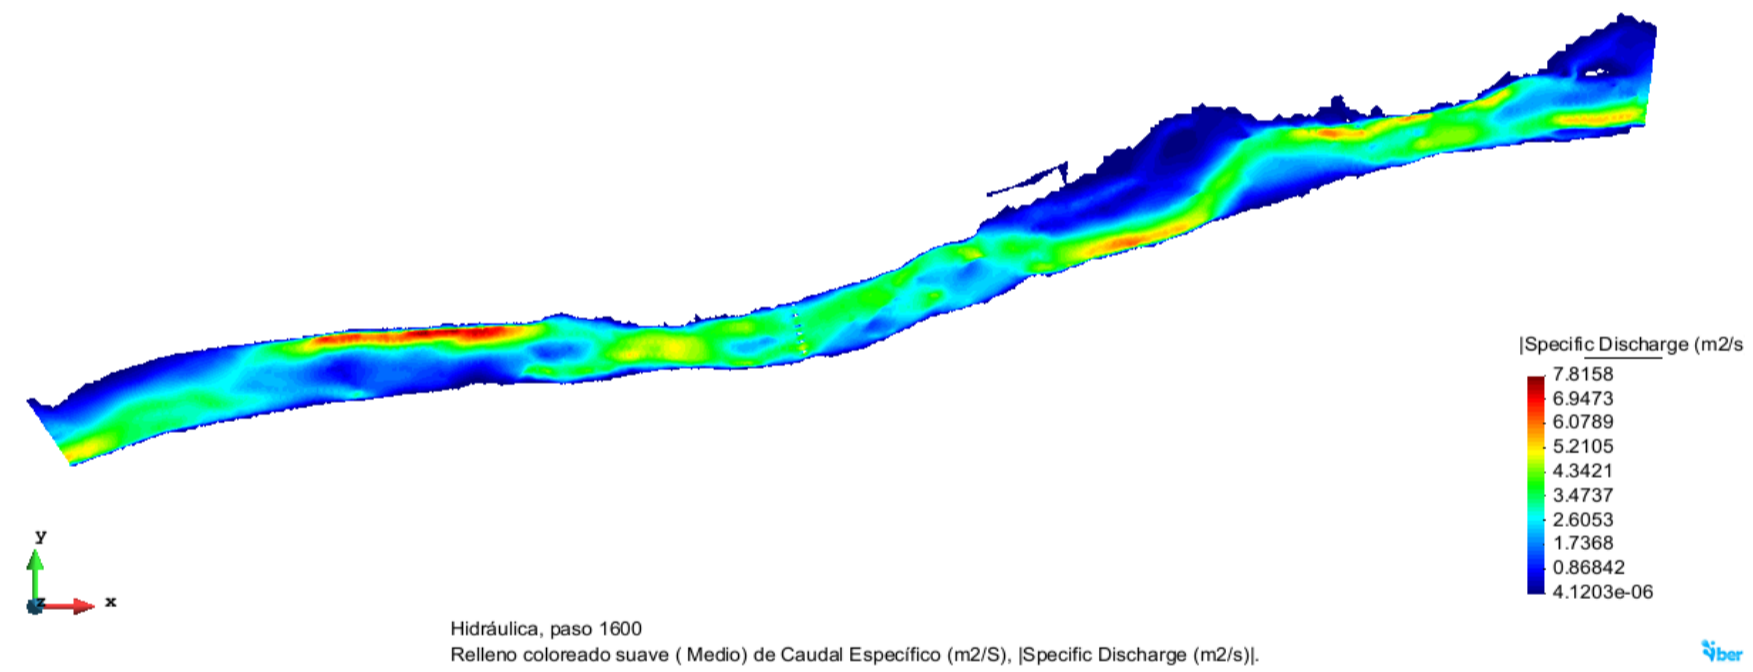 |Specific Discharge (m2/s
7.8158
6.9473
6.0789
5.2105
4.3421
3.4737
2.6053
1.7368
0.86842
4.1203e-06
y
z
x
Hidráulica, paso 1600
Relleno coloreado suave ( Medio) de Caudal Específico (m2/S), |Specific Discharge (m2/s)|.
iber